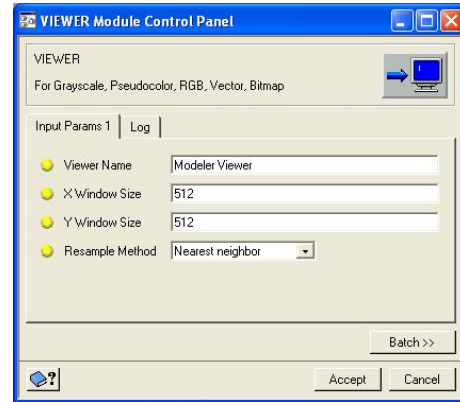 VIEWER Module Control Panel
VIEWER
For Grayscale, Pseudocolor, RGB, Vector, Bitmap
Input Params 1 Log
Viewer Name Modeler Viewer
X Window Size 512
Y Window Size 512
Resample Method Nearest neighbor
Batch >>
? Accept Cancel